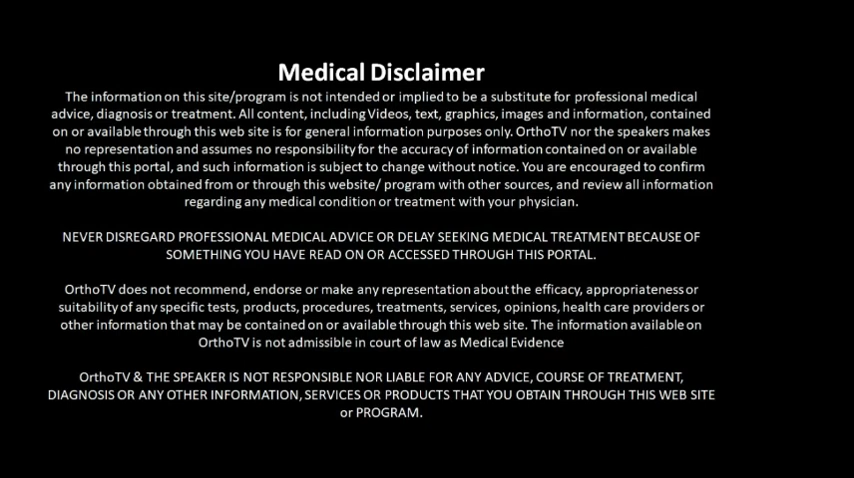 Medical Disclaimer
The information on this site/program is not intended or implied to be a substitute for professional medical
advice, diagnosis or treatment. All content, including Videos, text, graphics, images and information, contained
on or available through this web site is for general information purposes only. OrthoTV nor the speakers makes
no representation and assumes no responsibility for the accuracy of information contained on or available
through this portal, and such information is subject to change without notice. You are encouraged to confirm
any information obtained from or through this website/ program with other sources, and review all information
regarding any medical condition or treatment with your physician.
NEVER DISREGARD PROFESSIONAL MEDICAL ADVICE OR DELAY SEEKING MEDICAL TREATMENT BECAUSE OF
SOMETHING YOU HAVE READ ON OR ACCESSED THROUGH THIS PORTAL.
OrthoTV does not recommend, endorse or make any representation about the efficacy, appropriateness or
suitability of any specific tests, products, procedures, treatments, services, opinions, health care providers or
other information that may be contained on or available through this web site. The information available on
OrthoTV is not admissible in court of law as Medical Evidence
OrthoTV & THE SPEAKER IS NOT RESPONSIBLE NOR LIABLE FOR ANY ADVICE, COURSE OF TREATMENT,
DIAGNOSIS OR ANY OTHER INFORMATION, SERVICES OR PRODUCTS THAT YOU OBTAIN THROUGH THIS WEB SITE
or PROGRAM.